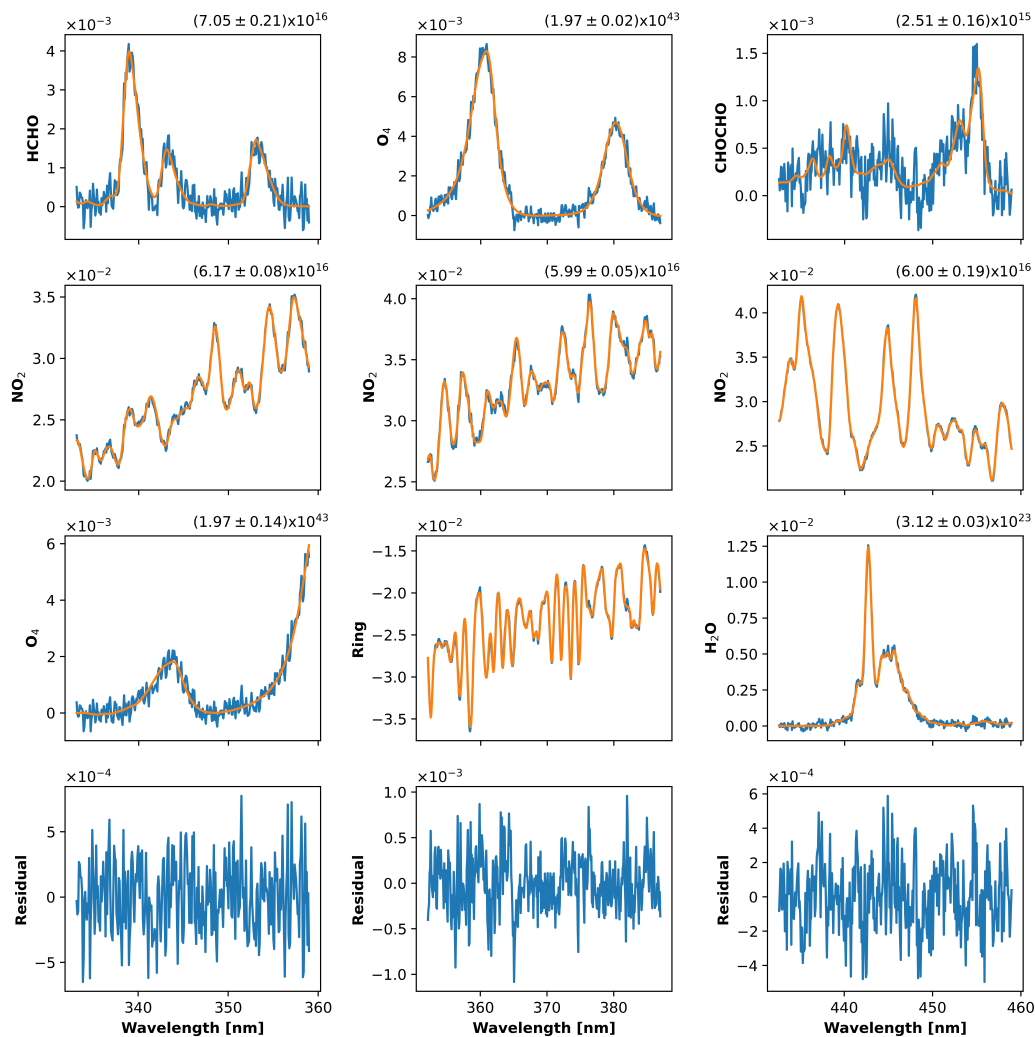 ×10⁻³ (7.05 ± 0.21)x10¹⁶ ×10⁻³ (1.97 ± 0.02)x10⁴³ ×10⁻³ (2.51 ± 0.16)x10¹⁵
HCHO
4
3
2
1
0
O₄
8
6
4
2
0
CHOCHO
1.5
1.0
0.5
0.0
×10⁻² (6.17 ± 0.08)x10¹⁶ ×10⁻² (5.99 ± 0.05)x10¹⁶ ×10⁻² (6.00 ± 0.19)x10¹⁶
NO₂
3.5
3.0
2.5
2.0
NO₂
4.0
3.5
3.0
2.5
NO₂
4.0
3.5
3.0
2.5
×10⁻³ (1.97 ± 0.14)x10⁴³ ×10⁻² ×10⁻² (3.12 ± 0.03)x10²³
O₄
6
4
2
0
Ring
−1.5
−2.0
−2.5
−3.0
−3.5
H₂O
1.25
1.00
0.75
0.50
0.25
0.00
×10⁻⁴ ×10⁻³ ×10⁻⁴
Residual
5
0
−5
340 350 360
Wavelength [nm]
Residual
1.0
0.5
0.0
−0.5
−1.0
360 370 380
Wavelength [nm]
Residual
6
4
2
0
−2
−4
440 450 460
Wavelength [nm]